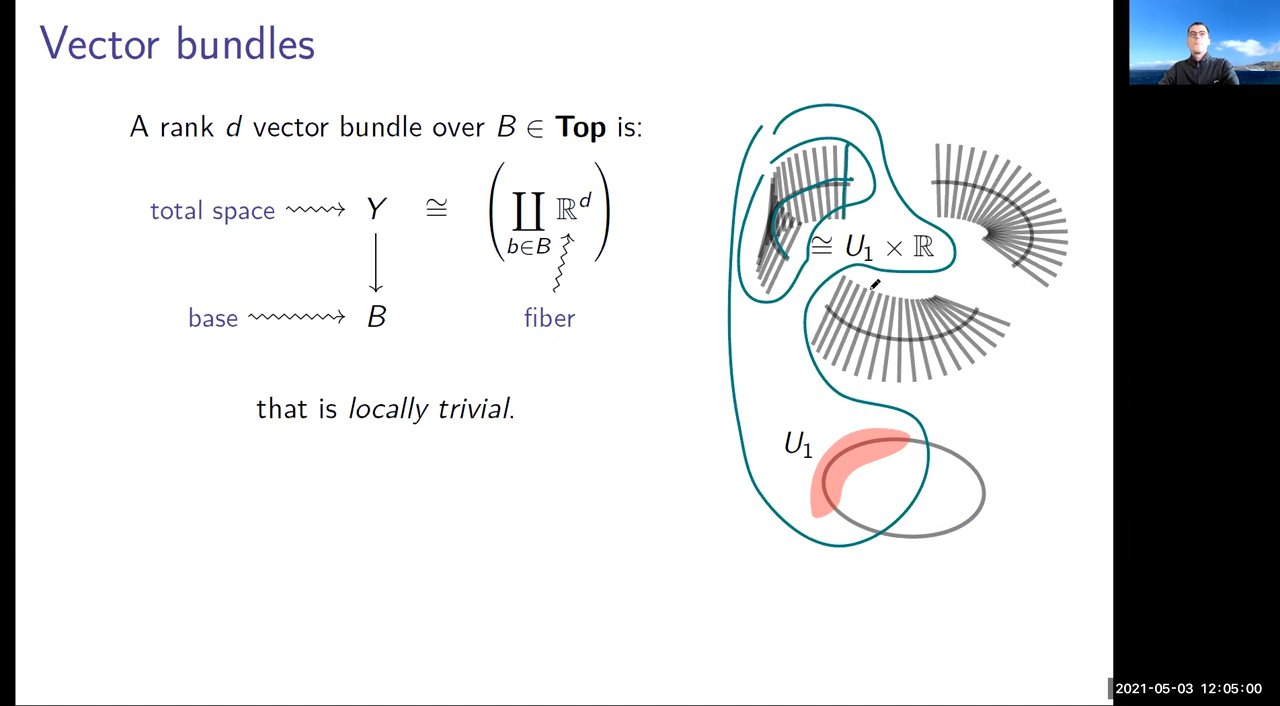 Vector bundles
A rank d vector bundle over B ∈ Top is:
total space Y ≅ (∐ ℝᵈ)
b∈B
base B fiber
that is locally trivial.
≅ U₁ × ℝ
U₁
2021-05-03 12:05:00